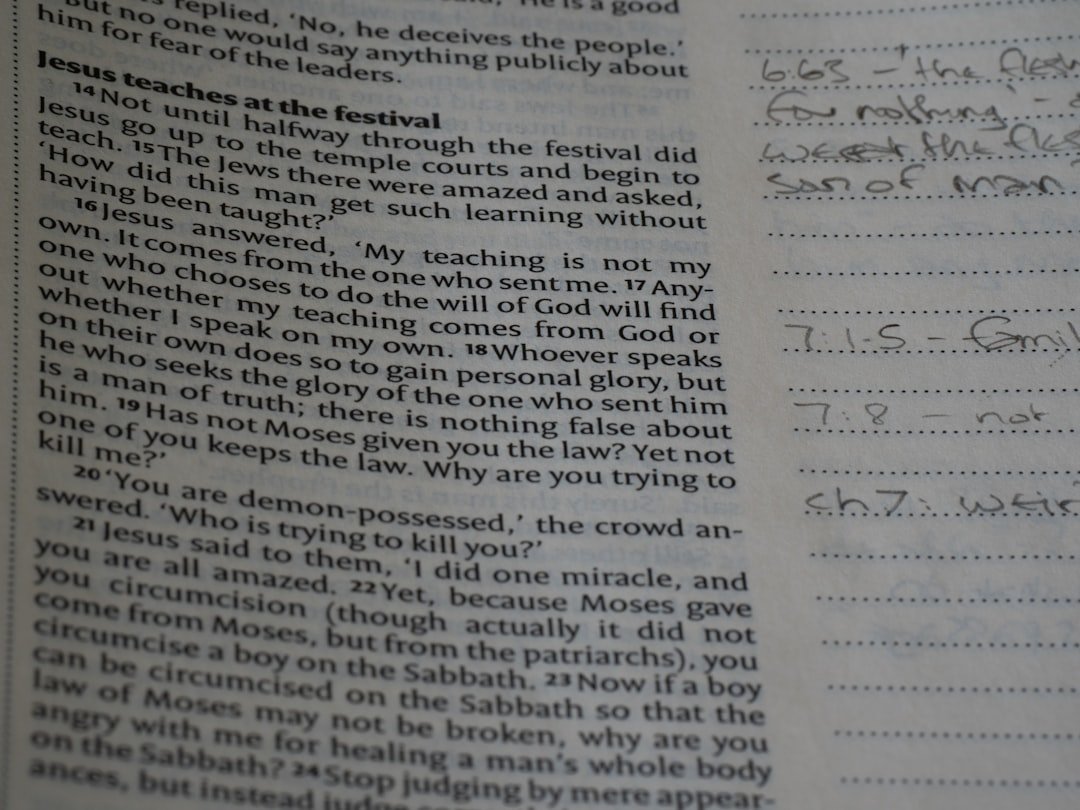 replied, 'No, he deceives the people.'
But no one would say anything publicly about
him for fear of the leaders.
Jesus teaches at the festival
14 Not until halfway through the festival did
Jesus go up to the temple courts and begin to
teach. 15 The Jews there were amazed and asked,
'How did this man get such learning without
having been taught?'
16 Jesus answered, 'My teaching is not my
own. It comes from the one who sent me. 17 Any-
one who chooses to do the will of God will find
out whether my teaching comes from God or
whether I speak on my own. 18 Whoever speaks
on their own does so to gain personal glory, but
he who seeks the glory of the one who sent him
is a man of truth; there is nothing false about
him. 19 Has not Moses given you the law? Yet not
one of you keeps the law. Why are you trying to
kill me?'
20 'You are demon-possessed,' the crowd an-
swered. 'Who is trying to kill you?'
21 Jesus said to them, 'I did one miracle, and
you are all amazed. 22 Yet, because Moses gave
you circumcision (though actually it did not
come from Moses, but from the patriarchs), you
circumcise a boy on the Sabbath. 23 Now if a boy
can be circumcised on the Sabbath so that the
law of Moses may not be broken, why are you
angry with me for healing a man's whole body
on the Sabbath? 24 Stop judging by mere appear-
ances, but instead judge
6:63 – 'the flesh
for nothing' –
the
son of man
7:1-5 –
7:8 – not
ch 7: